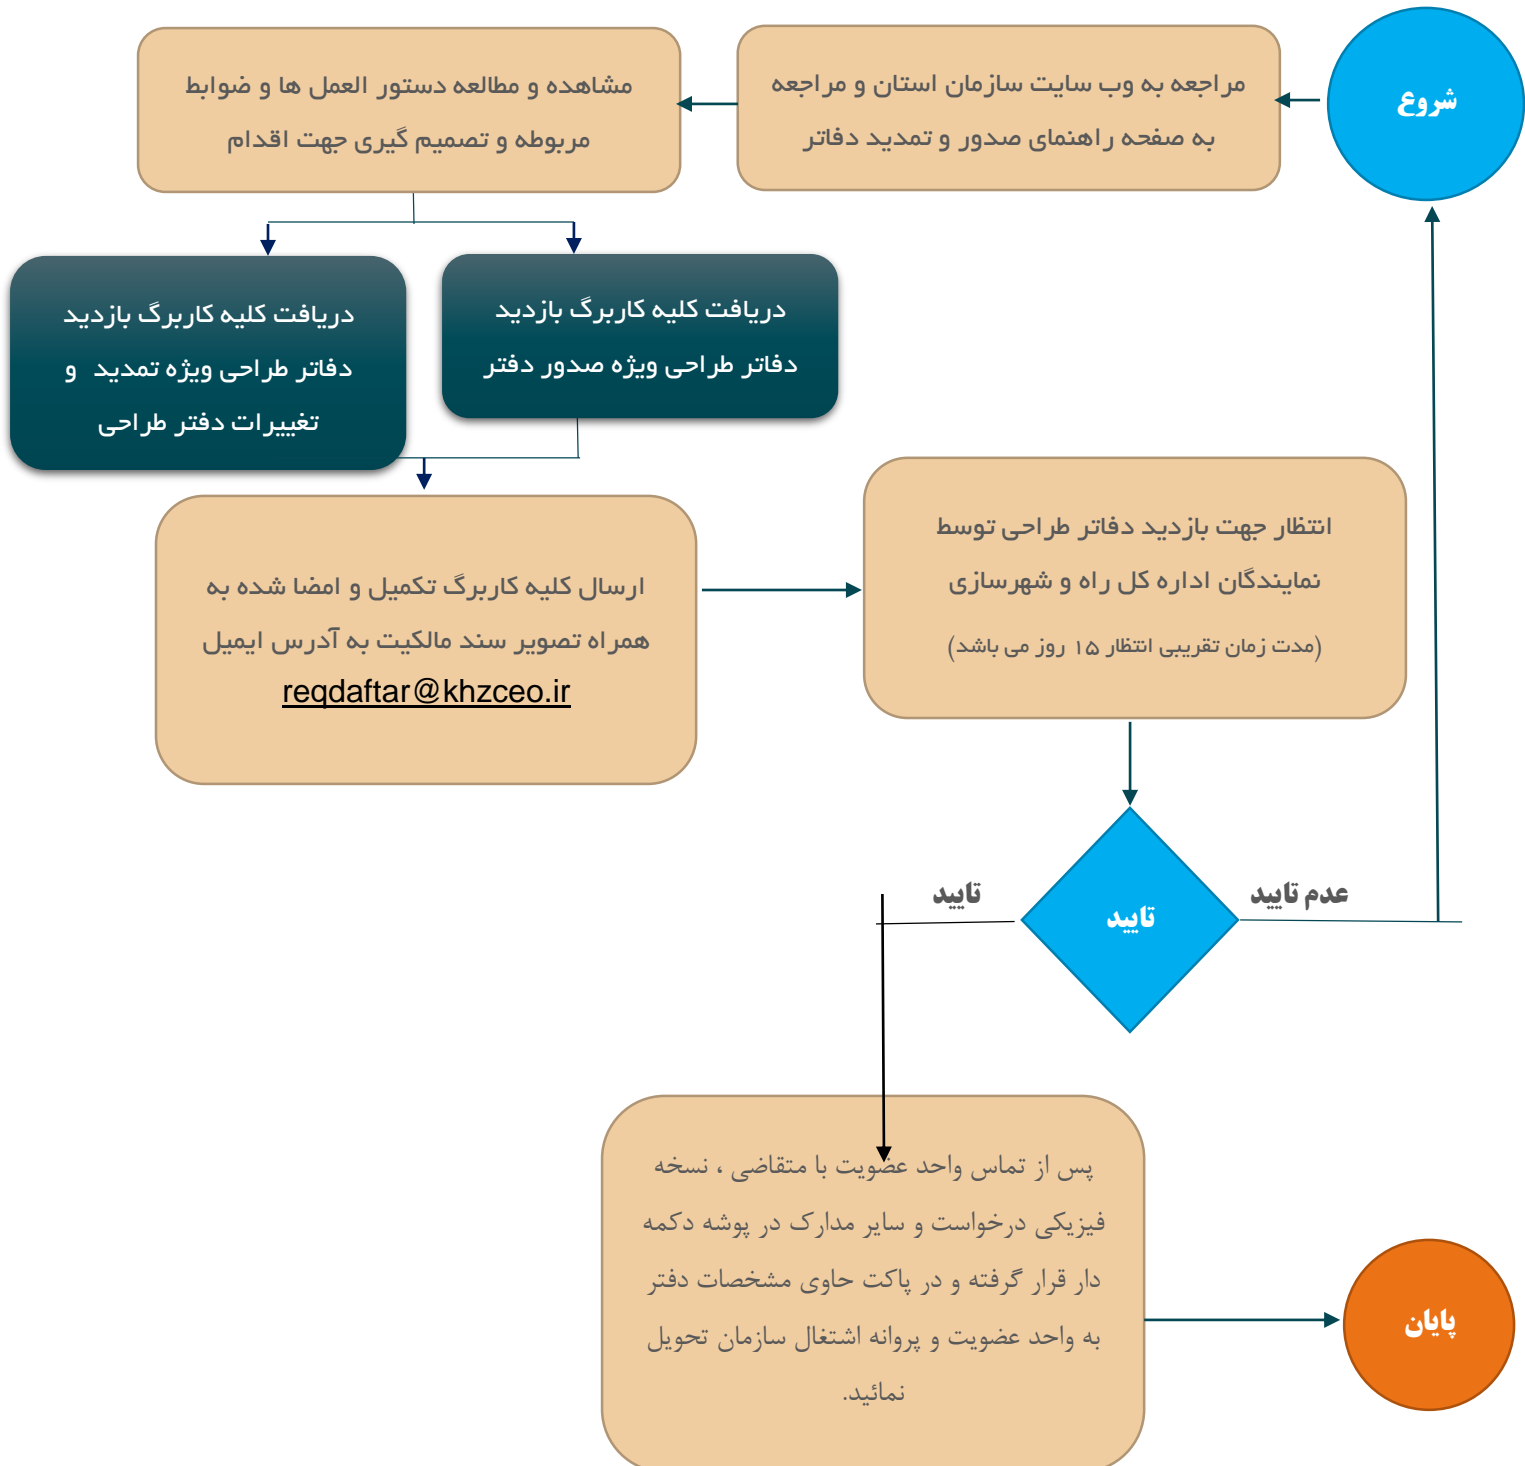 شروع
مراجعه به وب سایت سازمان استان و مراجعه
به صفحه راهنمای صدور و تمدید دفاتر
مشاهده و مطالعه دستور العمل ها و ضوابط
مربوطه و تصمیم گیری جهت اقدام
دریافت کلیه کاربرگ بازدید
دفاتر طراحی ویژه صدور دفتر
دریافت کلیه کاربرگ بازدید
دفاتر طراحی ویژه تمدید و
تغییرات دفتر طراحی
ارسال کلیه کاربرگ تکمیل و امضا شده به
همراه تصویر سند مالکیت به آدرس ایمیل
reqdaftar@khzceo.ir
انتظار جهت بازدید دفاتر طراحی توسط
نمایندگان اداره کل راه و شهرسازی
(مدت زمان تقریبی انتظار ۱۵ روز می باشد)
عدم تایید
تایید
تایید
پس از تماس واحد عضویت با متقاضی ، نسخه
فیزیکی درخواست و سایر مدارک در پوشه دکمه
دار قرار گرفته و در پاکت حاوی مشخصات دفتر
به واحد عضویت و پروانه اشتغال سازمان تحویل
نمائید.
پایان